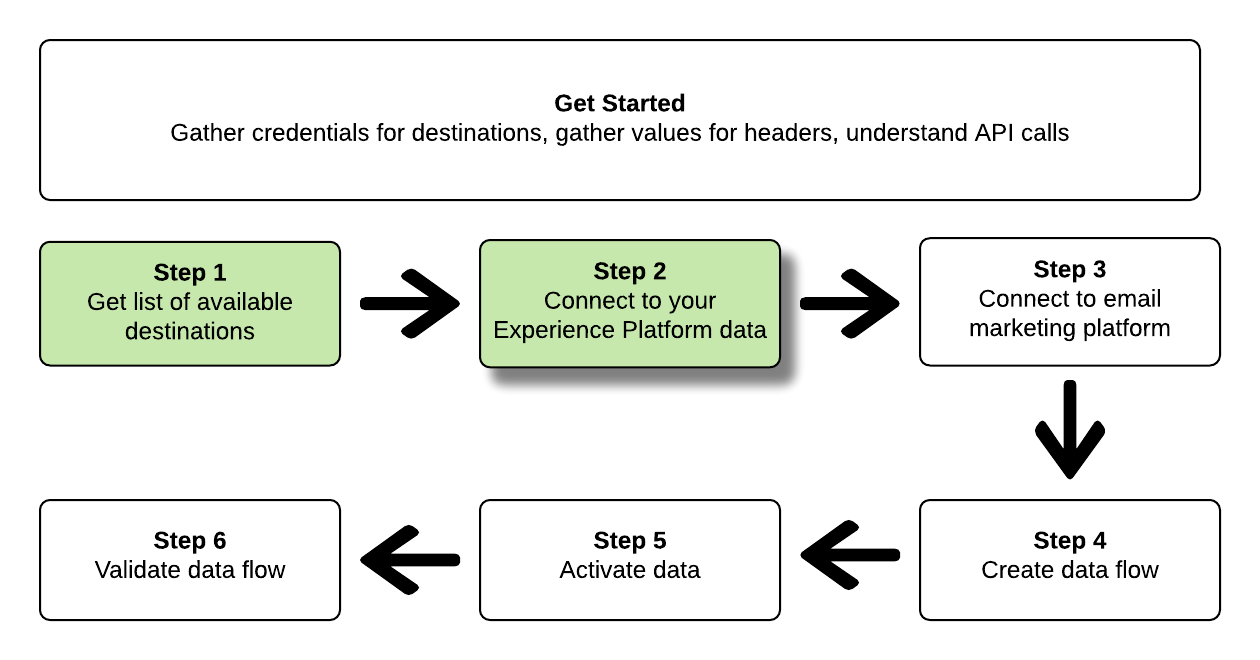 Get Started
Gather credentials for destinations, gather values for headers, understand API calls
Step 1
Get list of available
destinations
Step 2
Connect to your
Experience Platform data
Step 3
Connect to email
marketing platform
Step 4
Create data flow
Step 5
Activate data
Step 6
Validate data flow